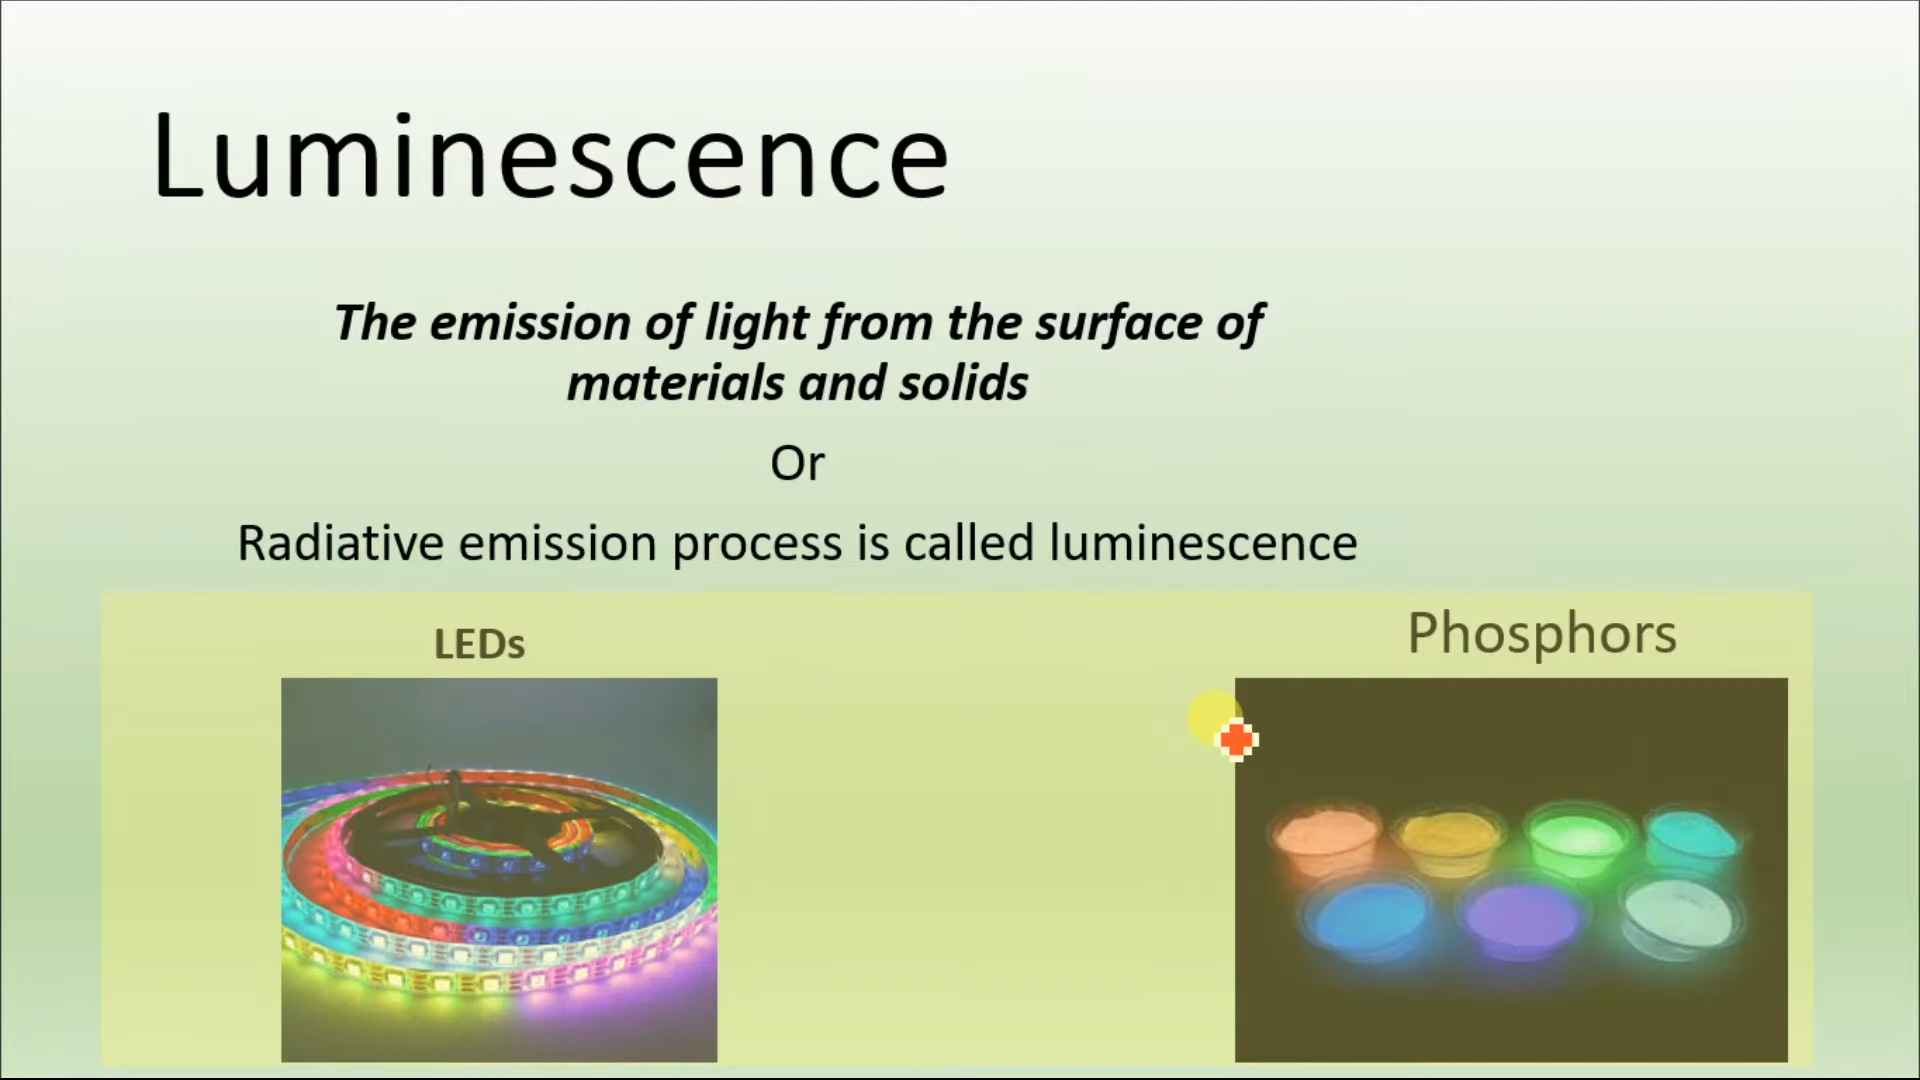 Luminescence
The emission of light from the surface of
materials and solids
Or
Radiative emission process is called luminescence
LEDs
Phosphors